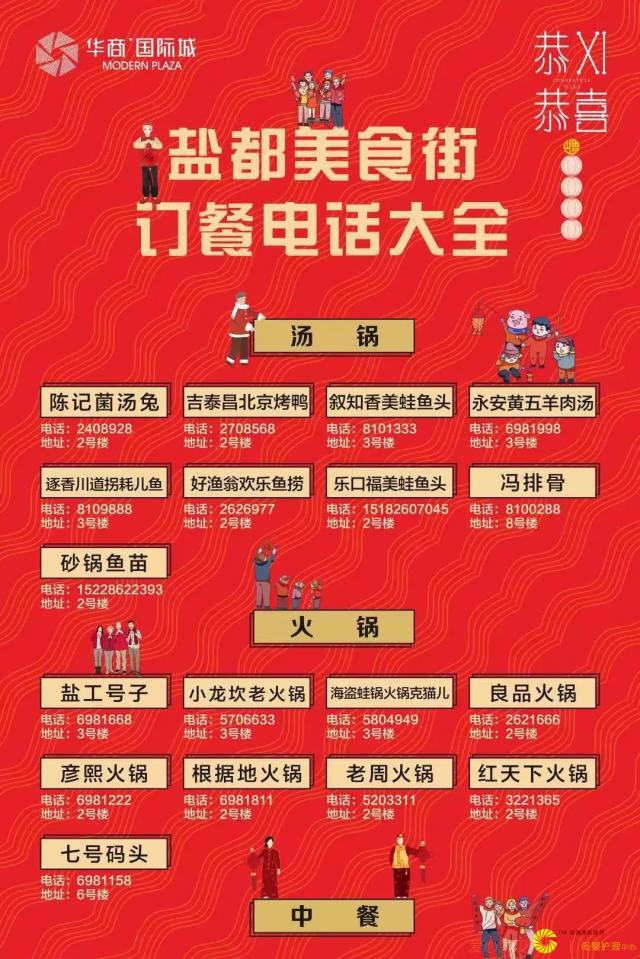 华商·国际城
MODERN PLAZA
恭XI
恭喜
盐都美食街
订餐电话大全
汤锅
陈记菌汤兔
电话：2408928
地址：2号楼
吉泰昌北京烤鸭
电话：2708568
地址：2号楼
叙知香美蛙鱼头
电话：8101333
地址：3号楼
永安黄五羊肉汤
电话：6981998
地址：3号楼
逐香川道拐耗儿鱼
电话：8109888
地址：3号楼
好渔翁欢乐鱼捞
电话：2626977
地址：2号楼
乐口福美蛙鱼头
电话：15182607045
地址：2号楼
冯排骨
电话：8100288
地址：8号楼
砂锅鱼苗
电话：15228622393
地址：2号楼
火锅
盐工号子
电话：6981668
地址：3号楼
小龙坎老火锅
电话：5706633
地址：3号楼
海盗蛙锅火锅克猫儿
电话：5804949
地址：3号楼
良品火锅
电话：2621666
地址：2号楼
彦熙火锅
电话：6981222
地址：2号楼
根据地火锅
电话：6981811
地址：2号楼
老周火锅
电话：5203311
地址：2号楼
红天下火锅
电话：3221365
地址：2号楼
七号码头
电话：6981158
地址：6号楼
中餐
母婴护理中心